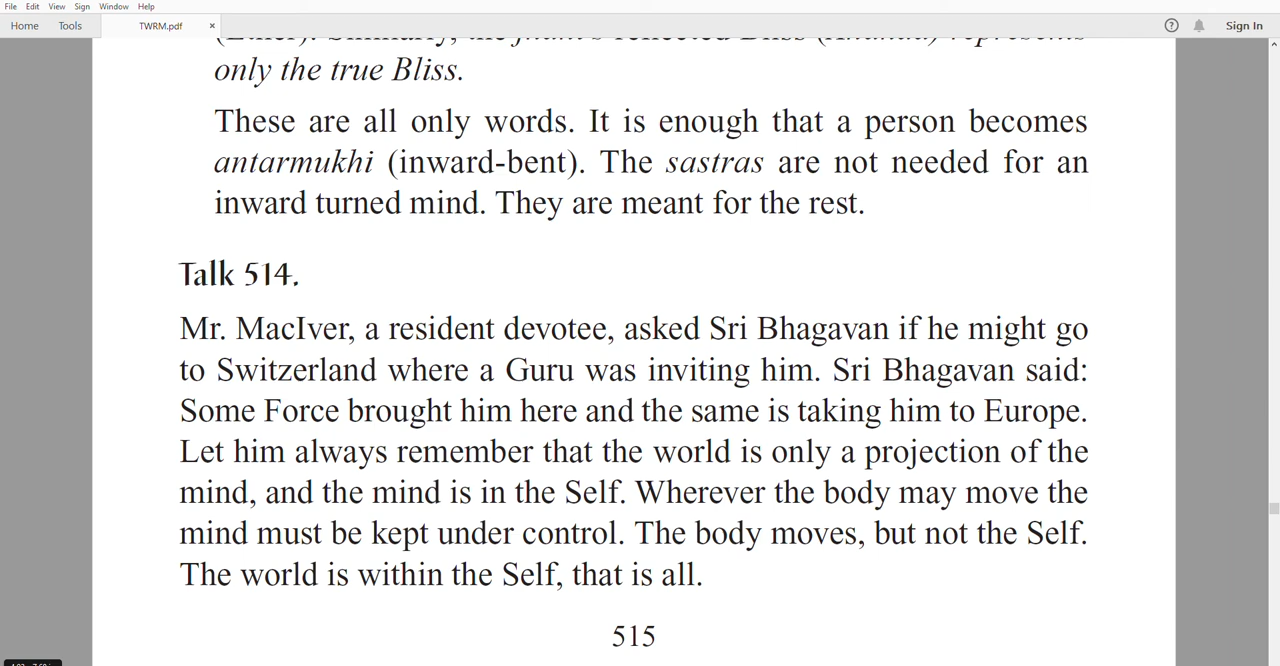 File Edit View Sign Window Help
Home Tools TWRM.pdf × ? Sign In
only the true Bliss.
These are all only words. It is enough that a person becomes
antarmukhi (inward-bent). The sastras are not needed for an
inward turned mind. They are meant for the rest.
Talk 514.
Mr. MacIver, a resident devotee, asked Sri Bhagavan if he might go
to Switzerland where a Guru was inviting him. Sri Bhagavan said:
Some Force brought him here and the same is taking him to Europe.
Let him always remember that the world is only a projection of the
mind, and the mind is in the Self. Wherever the body may move the
mind must be kept under control. The body moves, but not the Self.
The world is within the Self, that is all.
515